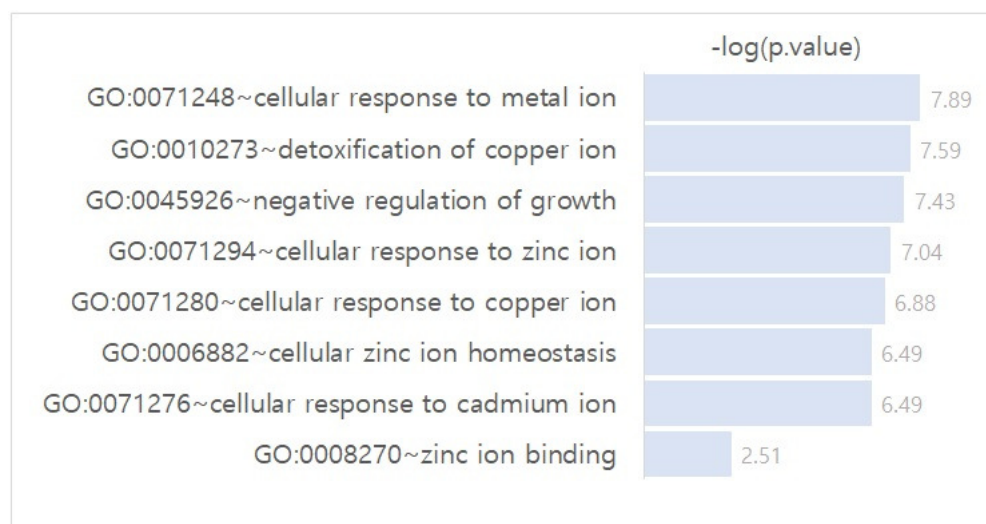 -log(p.value)
GO:0071248~cellular response to metal ion 7.89
GO:0010273~detoxification of copper ion 7.59
GO:0045926~negative regulation of growth 7.43
GO:0071294~cellular response to zinc ion 7.04
GO:0071280~cellular response to copper ion 6.88
GO:0006882~cellular zinc ion homeostasis 6.49
GO:0071276~cellular response to cadmium ion 6.49
GO:0008270~zinc ion binding 2.51